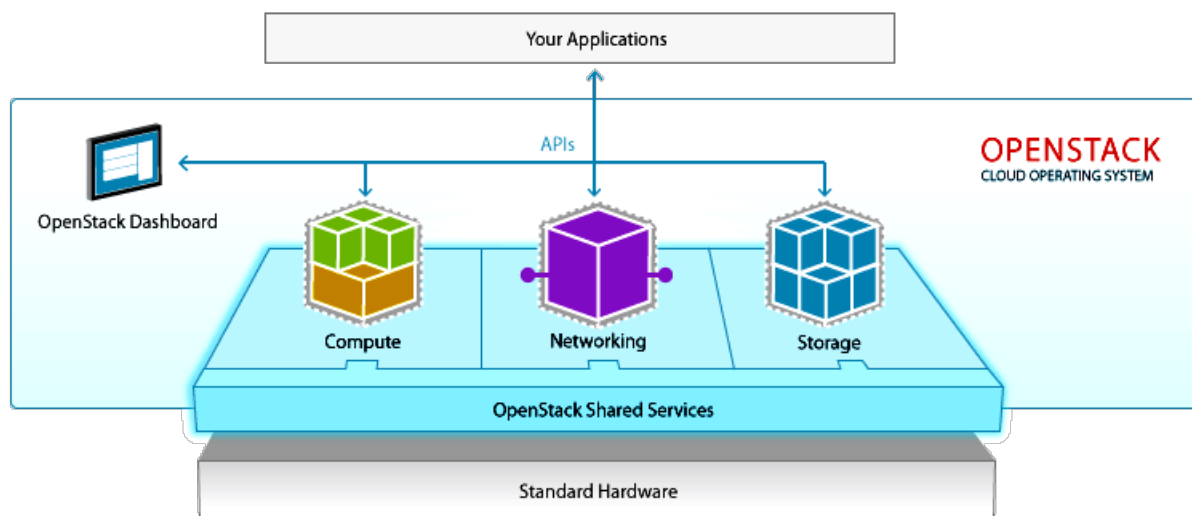 Your Applications
APIs
OPENSTACK
CLOUD OPERATING SYSTEM
OpenStack Dashboard
Compute
Networking
Storage
OpenStack Shared Services
Standard Hardware